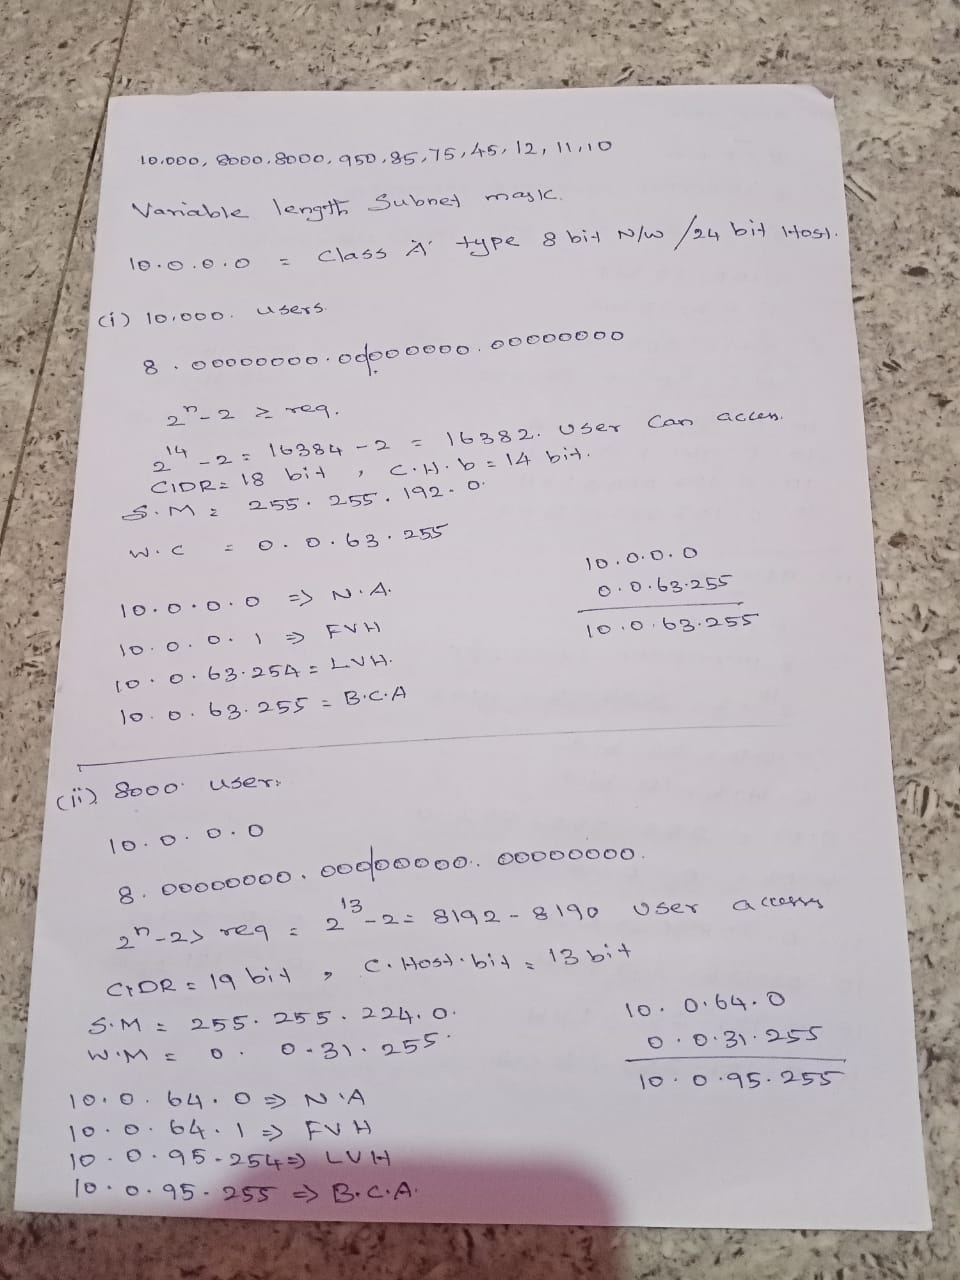 10,000, 8000, 8000, 950, 85, 75, 45, 12, 11, 10
Variable length Subnet mask.
10.0.0.0 = class 'A' type 8 bit N/w /24 bit Host.
(i) 10,000. users.
8 . 00000000 . 00|000000 . 00000000
2^n - 2 ≥ req.
2^14 - 2 = 16384 - 2 = 16382. User Can acces.
CIDR = 18 bit , C.H.b = 14 bit.
S.M = 255. 255. 192. 0.
W.C = 0. 0. 63. 255
10.0.0.0 => N.A.
10.0.0.1 => FVH
10.0.63.254 = LVH.
10.0.63.255 = B.C.A
10.0.0.0
0.0.63.255
10.0.63.255
(ii) 8000 user:
10.0.0.0
8. 00000000. 000|00000.. 00000000.
2^n - 2 > req = 2^13 - 2 = 8192 - 8190 User access
CIDR = 19 bit , C. Host. bit = 13 bit
S.M = 255. 255. 224. 0.
W.M = 0. 0.31.255.
10.0.64.0
0.0.31.255
10.0.95.255
10.0.64.0 => N.A
10.0.64.1 => FVH
10.0.95.254 => LVH
10.0.95.255 => B.C.A.